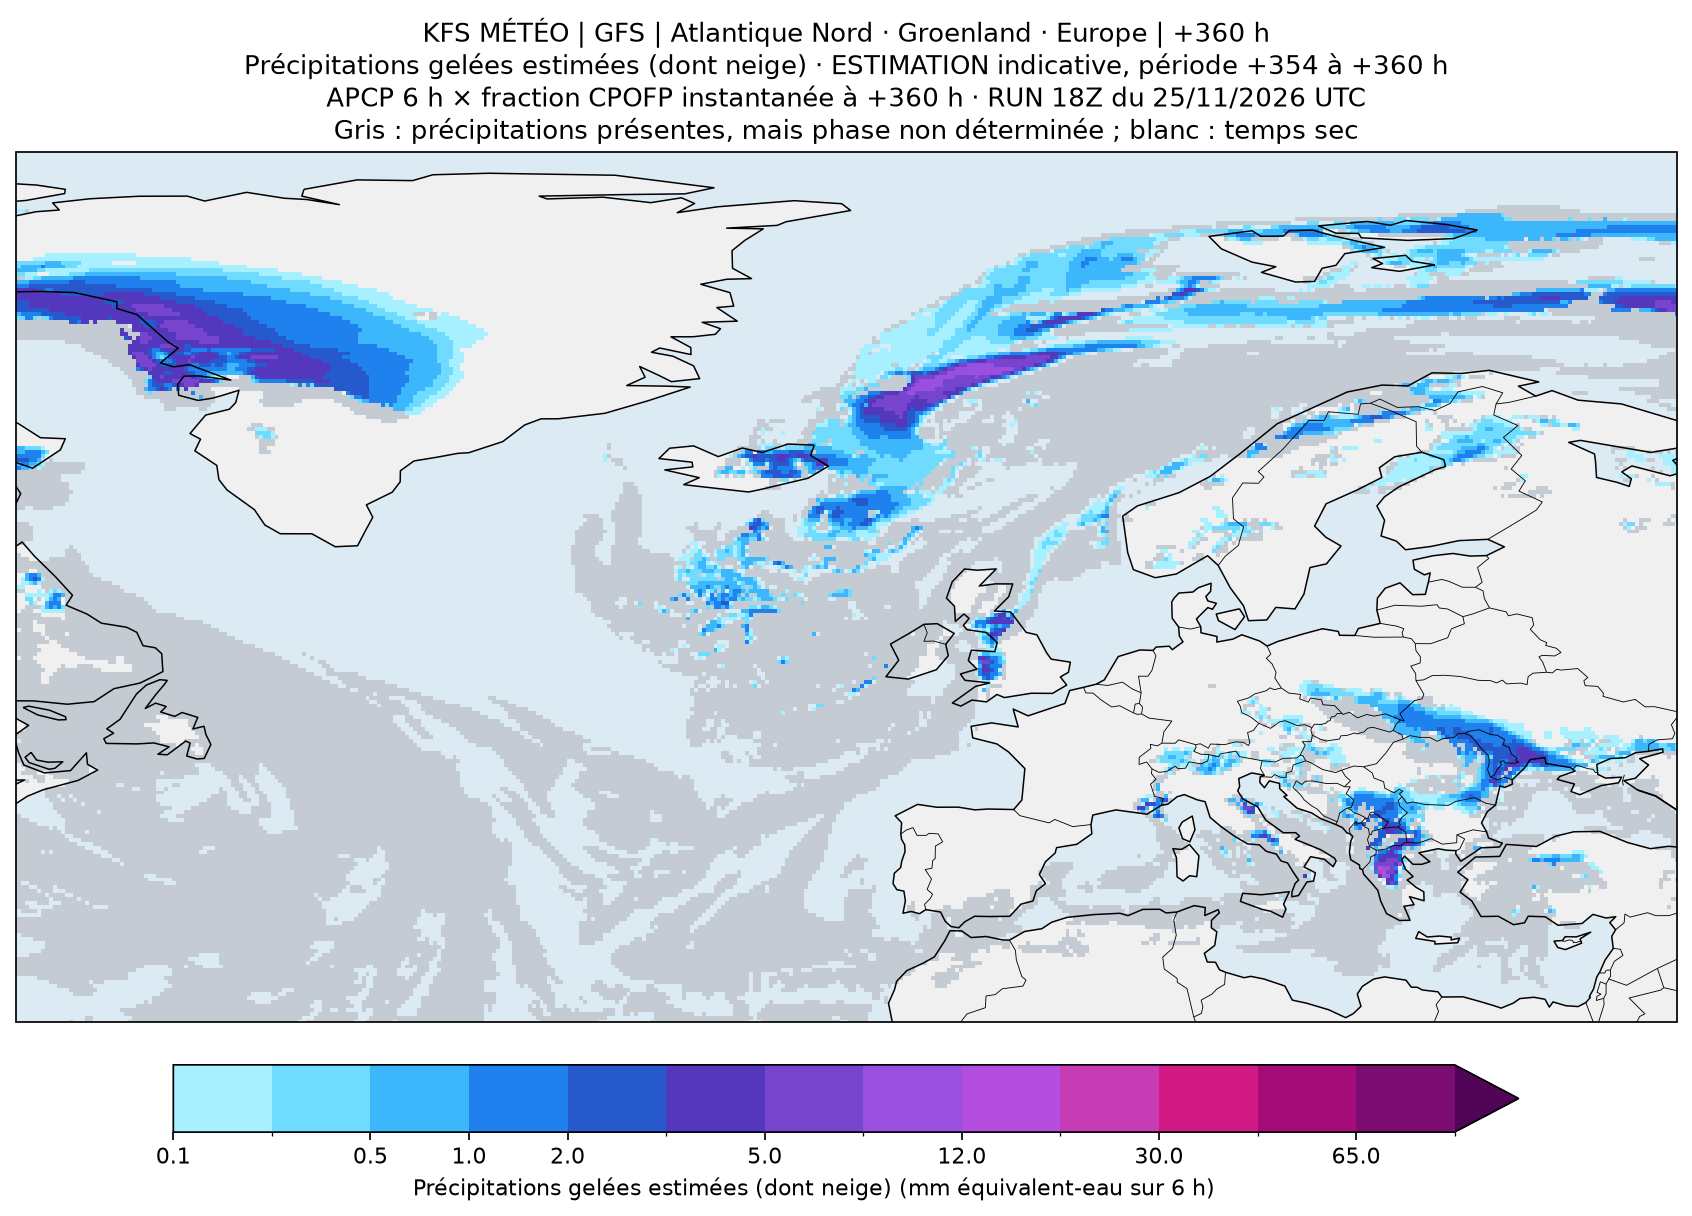 KFS MÉTÉO | GFS | Atlantique Nord · Groenland · Europe | +360 h
Précipitations gelées estimées (dont neige) · ESTIMATION indicative, période +354 à +360 h
APCP 6 h × fraction CPOFP instantanée à +360 h · RUN 18Z du 25/11/2026 UTC
Gris : précipitations présentes, mais phase non déterminée ; blanc : temps sec
0.1 0.5 1.0 2.0 5.0 12.0 30.0 65.0
Précipitations gelées estimées (dont neige) (mm équivalent-eau sur 6 h)